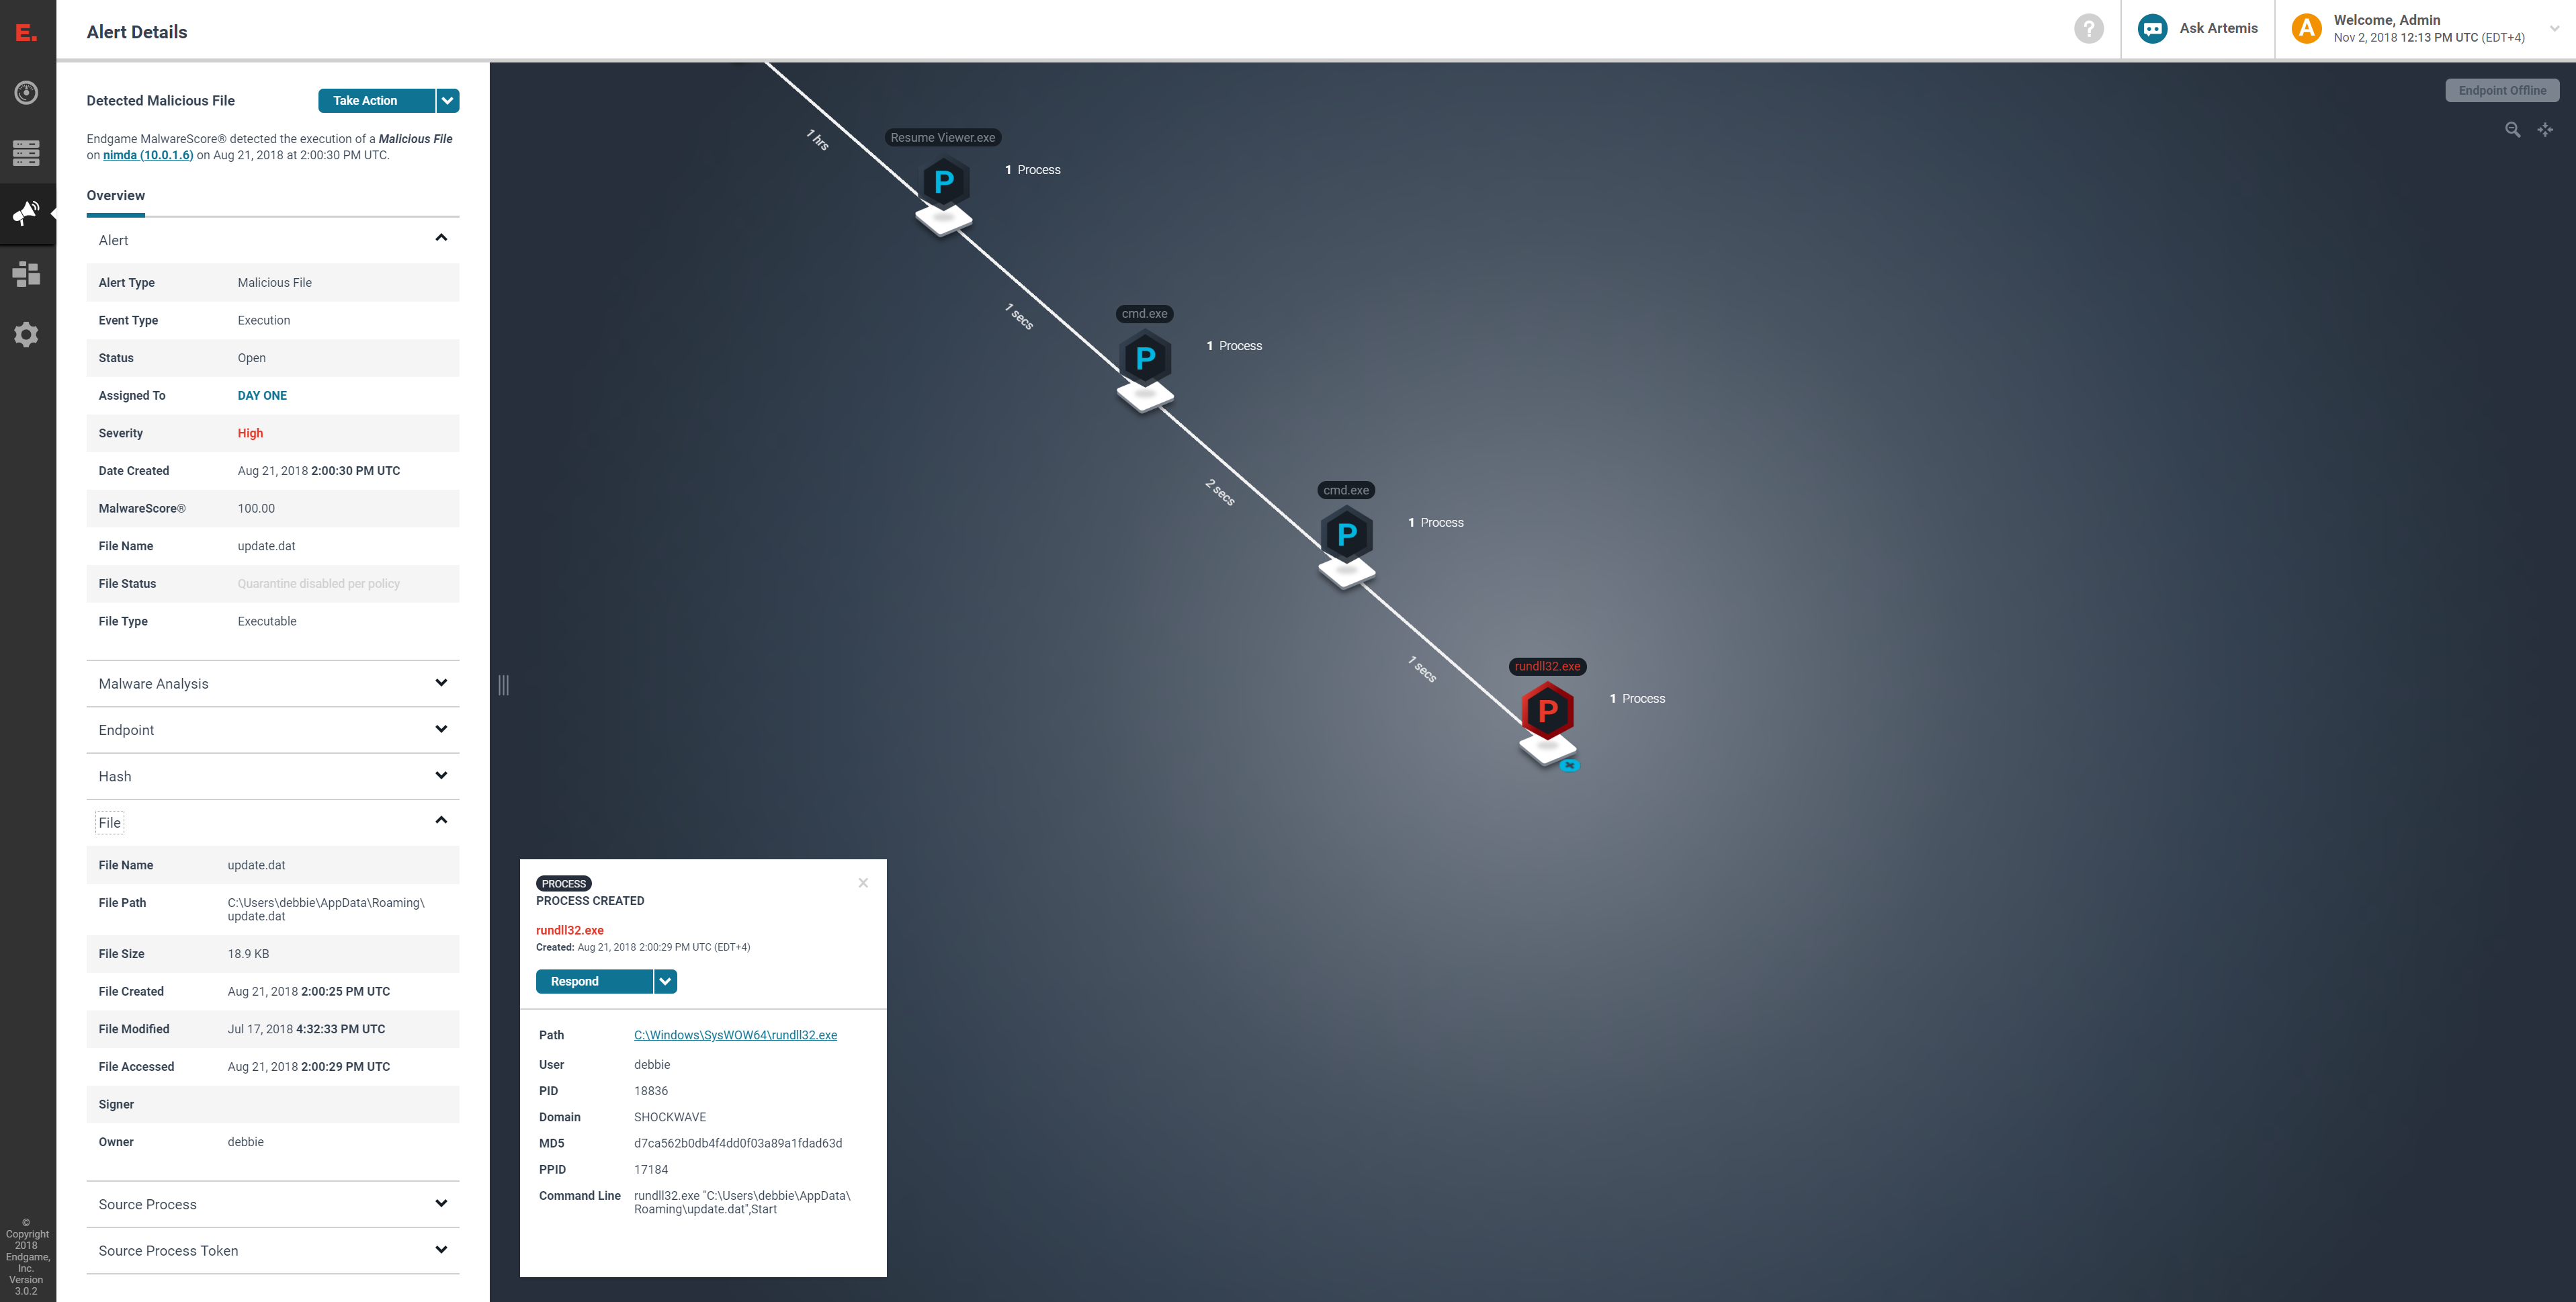 E.
Alert Details
?
Ask Artemis
A
Welcome, Admin
Nov 2, 2018 12:13 PM UTC (EDT+4)
Detected Malicious File
Take Action
Endgame MalwareScore® detected the execution of a Malicious File
on nimda (10.0.1.6) on Aug 21, 2018 at 2:00:30 PM UTC.
Overview
Alert
Alert Type Malicious File
Event Type Execution
Status Open
Assigned To DAY ONE
Severity High
Date Created Aug 21, 2018 2:00:30 PM UTC
MalwareScore® 100.00
File Name update.dat
File Status Quarantine disabled per policy
File Type Executable
Malware Analysis
Endpoint
Hash
File
File Name update.dat
File Path C:\Users\debbie\AppData\Roaming\
update.dat
File Size 18.9 KB
File Created Aug 21, 2018 2:00:25 PM UTC
File Modified Jul 17, 2018 4:32:33 PM UTC
File Accessed Aug 21, 2018 2:00:29 PM UTC
Signer
Owner debbie
Source Process
Source Process Token
©
Copyright
2018
Endgame,
Inc.
Version
3.0.2
Endpoint Offline
1 hrs
Resume Viewer.exe
P
1 Process
1 secs
cmd.exe
P
1 Process
2 secs
cmd.exe
P
1 Process
1 secs
rundll32.exe
P
1 Process
PROCESS
PROCESS CREATED
rundll32.exe
Created: Aug 21, 2018 2:00:29 PM UTC (EDT+4)
Respond
Path C:\Windows\SysWOW64\rundll32.exe
User debbie
PID 18836
Domain SHOCKWAVE
MD5 d7ca562b0db4f4dd0f03a89a1fdad63d
PPID 17184
Command Line rundll32.exe "C:\Users\debbie\AppData\
Roaming\update.dat",Start